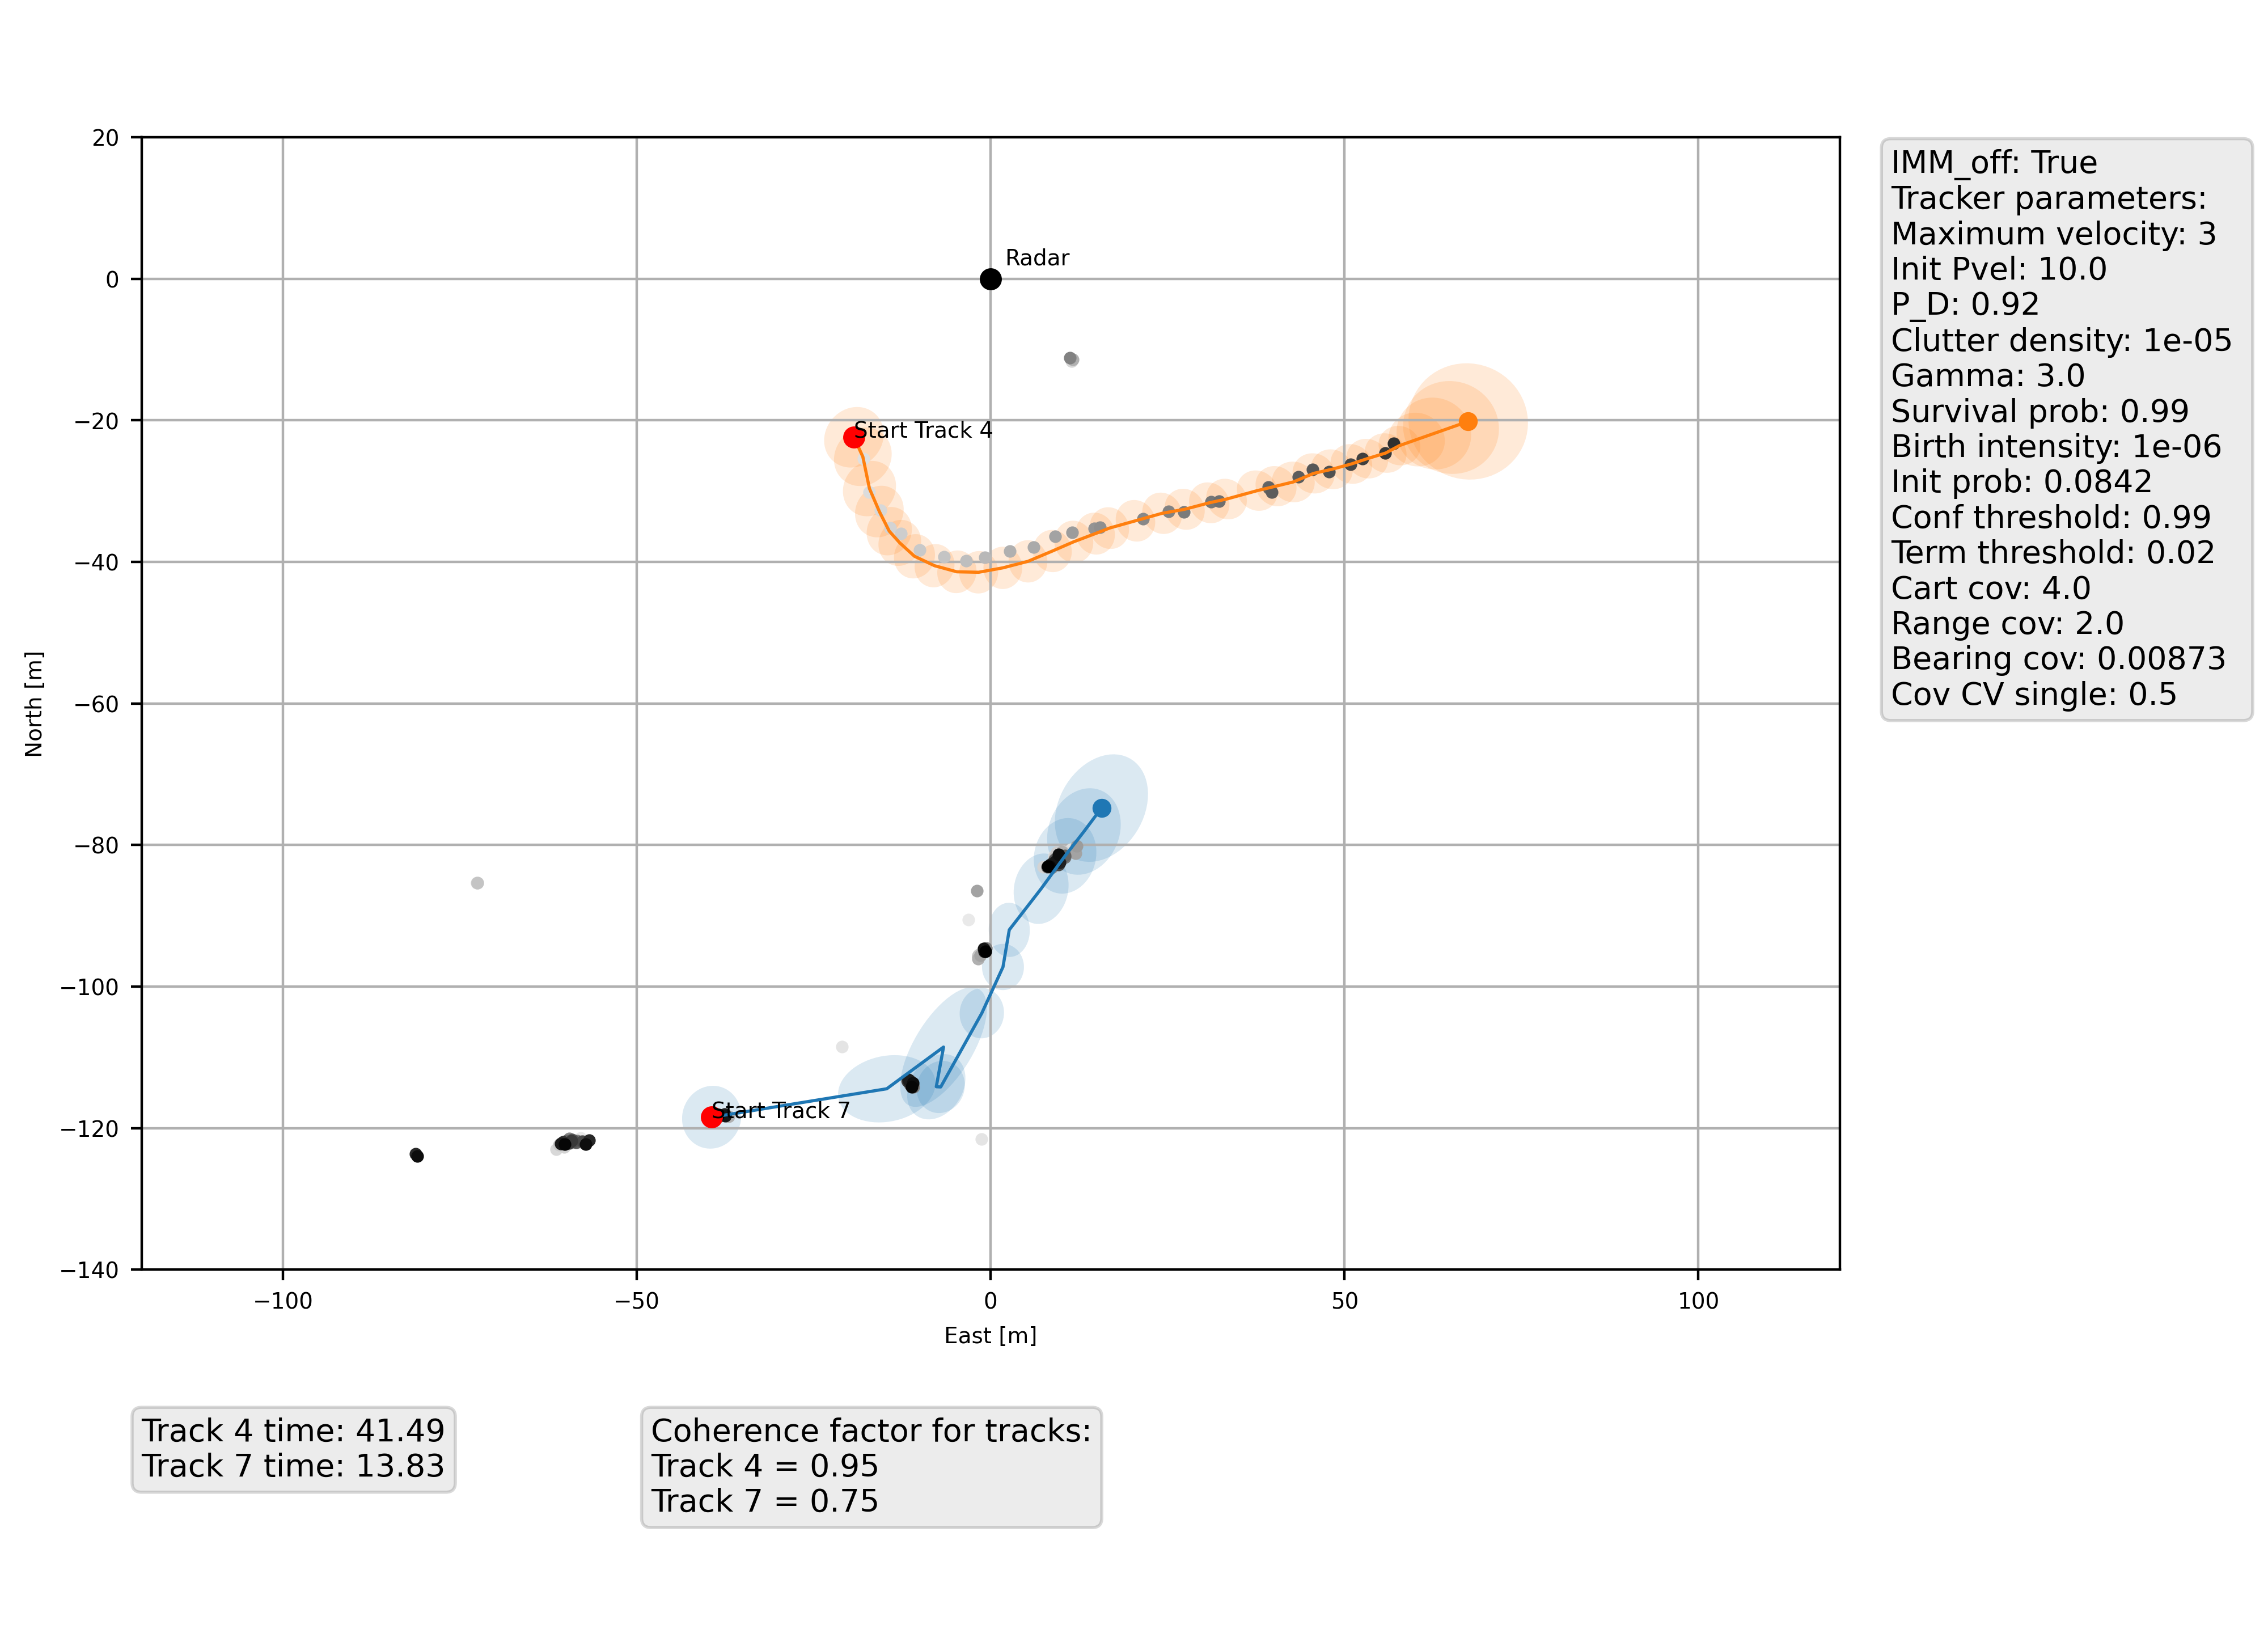 20
0
−20
−40
−60
−80
−100
−120
−140
North [m]
−100
−50
0
50
100
East [m]
Radar
Start Track 4
Start Track 7
IMM_off: True
Tracker parameters:
Maximum velocity: 3
Init Pvel: 10.0
P_D: 0.92
Clutter density: 1e-05
Gamma: 3.0
Survival prob: 0.99
Birth intensity: 1e-06
Init prob: 0.0842
Conf threshold: 0.99
Term threshold: 0.02
Cart cov: 4.0
Range cov: 2.0
Bearing cov: 0.00873
Cov CV single: 0.5
Track 4 time: 41.49
Track 7 time: 13.83
Coherence factor for tracks:
Track 4 = 0.95
Track 7 = 0.75